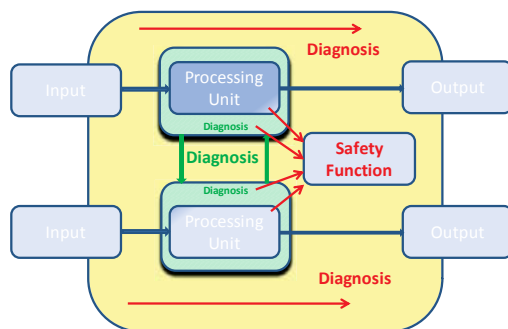 Diagnosis
Input
Processing
Unit
Output
Diagnosis
Diagnosis
Safety
Function
Diagnosis
Input
Processing
Unit
Output
Diagnosis